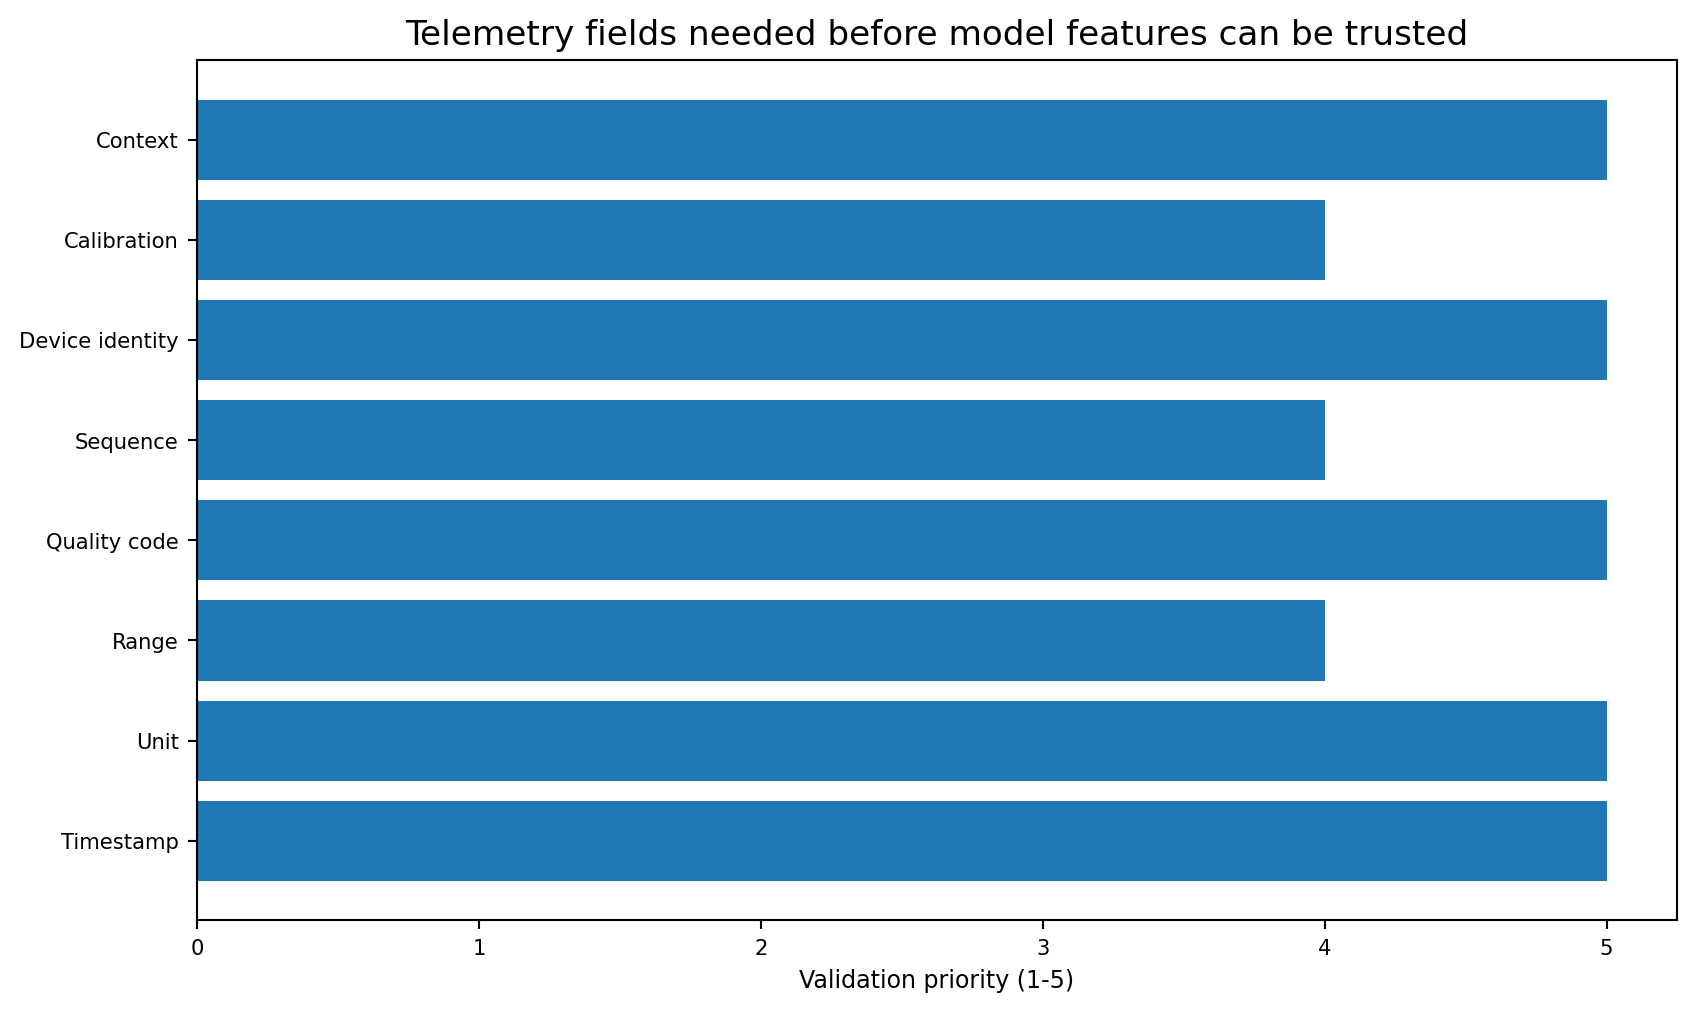 Telemetry fields needed before model features can be trusted
Context
Calibration
Device identity
Sequence
Quality code
Range
Unit
Timestamp
0 1 2 3 4 5
Validation priority (1-5)